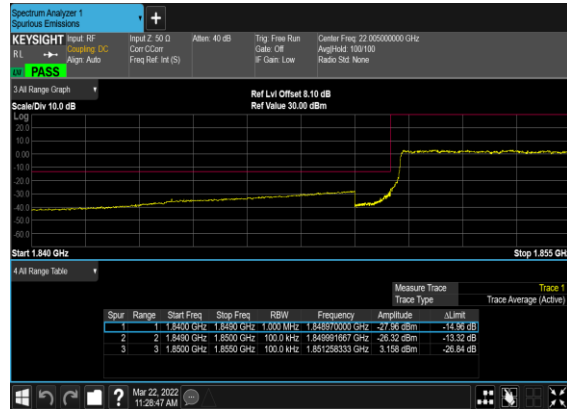 Spectrum Analyzer 1
Spurious Emissions
+
KEYSIGHT Input: RF Input Z: 50 Ω Atten: 40 dB Trig: Free Run Center Freq: 22.005000000 GHz
RL Coupling: DC Corr CCorr Gate: Off Avg|Hold: 100/100
Align: Auto Freq Ref: Int (S) IF Gain: Low Radio Std: None
PASS
3 All Range Graph
Ref Lvl Offset 8.10 dB
Scale/Div 10.0 dB Ref Value 30.00 dBm
Log
20.0
10.0
0.00
-10.0
-20.0
-30.0
-40.0
-50.0
-60.0
Start 1.840 GHz Stop 1.855 GH
4 All Range Table
Measure Trace Trace 1
Trace Type Trace Average (Active)
Spur Range Start Freq Stop Freq RBW Frequency Amplitude ΔLimit
1 1 1.8400 GHz 1.8490 GHz 1.000 MHz 1.848970000 GHz -27.96 dBm -14.96 dB
2 2 1.8490 GHz 1.8500 GHz 100.0 kHz 1.849991667 GHz -26.32 dBm -13.32 dB
3 3 1.8500 GHz 1.8550 GHz 100.0 kHz 1.851258333 GHz 3.158 dBm -26.84 dB
? Mar 22, 2022
11:28:47 AM